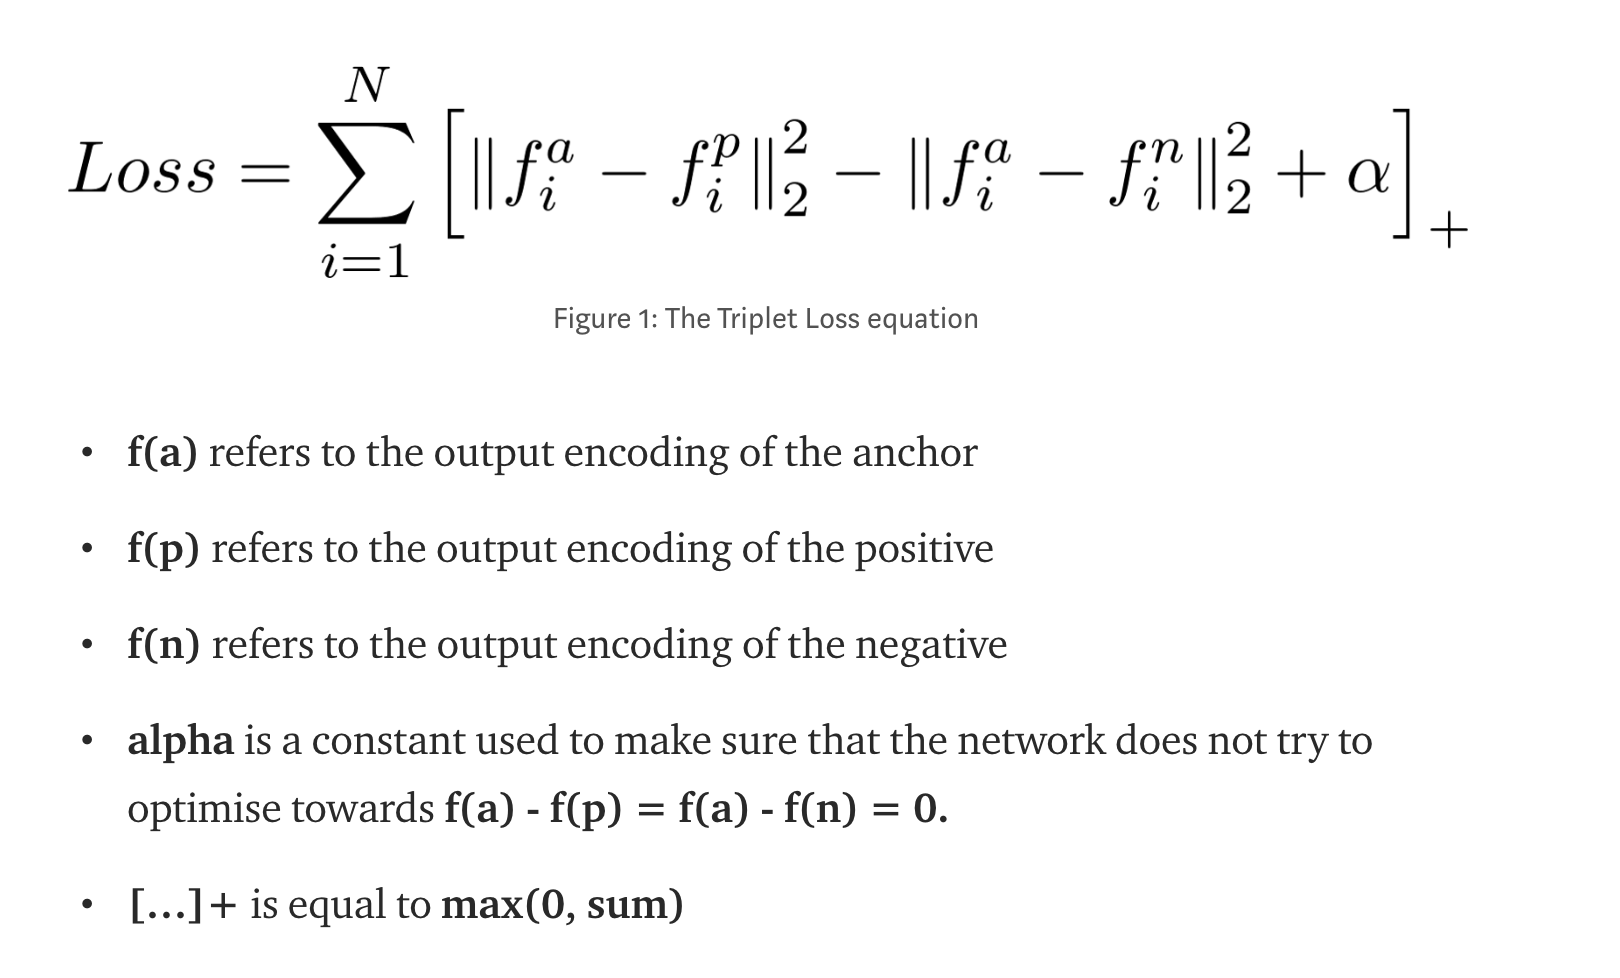 Loss = \sum_{i=1}^{N} \left[ \| f_i^a - f_i^p \|_2^2 - \| f_i^a - f_i^n \|_2^2 + \alpha \right]_+
Figure 1: The Triplet Loss equation
• f(a) refers to the output encoding of the anchor
• f(p) refers to the output encoding of the positive
• f(n) refers to the output encoding of the negative
• alpha is a constant used to make sure that the network does not try to
optimise towards f(a) - f(p) = f(a) - f(n) = 0.
• [...]+ is equal to max(0, sum)